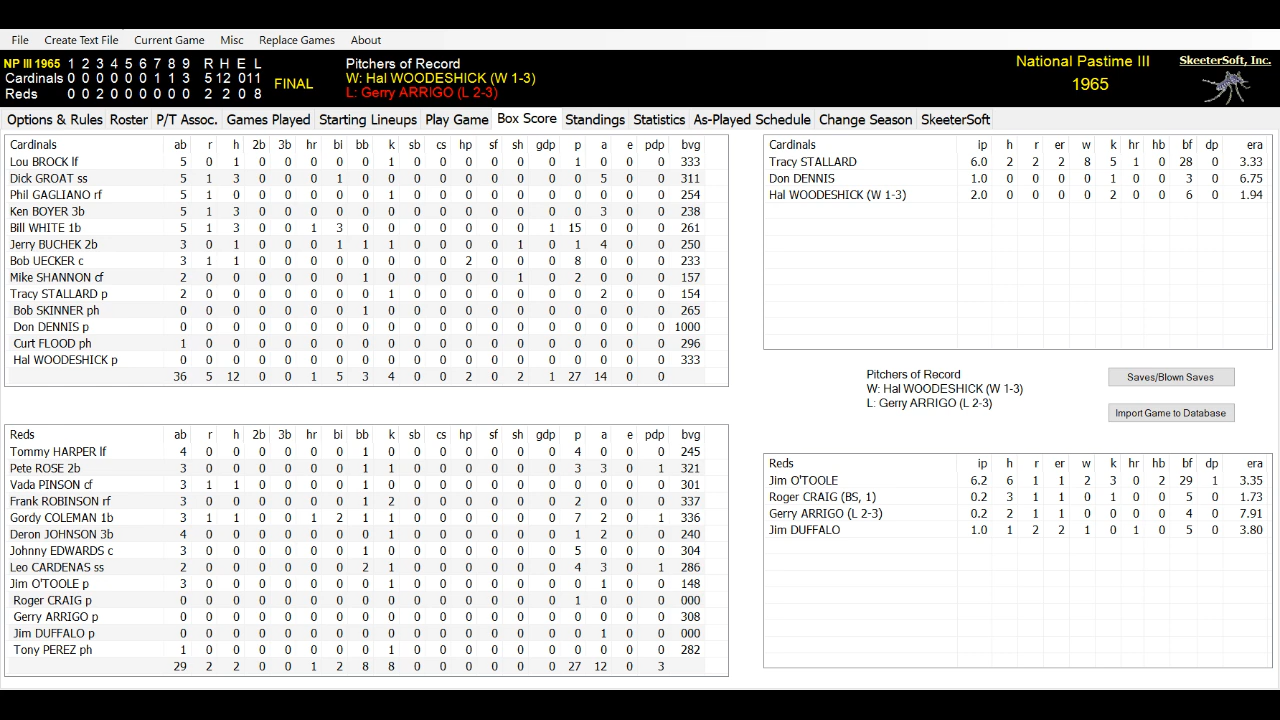 File Create Text File Current Game Misc Replace Games About
NP III 1965 1 2 3 4 5 6 7 8 9 R H E L
Cardinals 0 0 0 0 0 0 1 1 3 5 12 0 11
Reds 0 0 2 0 0 0 0 0 0 2 2 0 8
FINAL
Pitchers of Record
W: Hal WOODESHICK (W 1-3)
L: Gerry ARRIGO (L 2-3)
National Pastime III
1965
SkeeterSoft, Inc.
Options & Rules Roster P/T Assoc. Games Played Starting Lineups Play Game Box Score Standings Statistics As-Played Schedule Change Season SkeeterSoft
Cardinals ab r h 2b 3b hr bi bb k sb cs hp sf sh gdp p a e pdp bvg
Lou BROCK lf 5 0 1 0 0 0 0 0 1 0 0 0 0 0 0 1 0 0 0 333
Dick GROAT ss 5 1 3 0 0 0 1 0 0 0 0 0 0 0 0 0 5 0 0 311
Phil GAGLIANO rf 5 1 0 0 0 0 0 0 1 0 0 0 0 0 0 0 0 0 0 254
Ken BOYER 3b 5 1 3 0 0 0 0 0 0 0 0 0 0 0 0 0 3 0 0 238
Bill WHITE 1b 5 1 3 0 0 1 3 0 0 0 0 0 0 0 1 15 0 0 0 261
Jerry BUCHEK 2b 3 0 1 0 0 0 1 1 1 0 0 0 0 1 0 1 4 0 0 250
Bob UECKER c 3 1 1 0 0 0 0 0 0 0 0 2 0 0 0 8 0 0 0 233
Mike SHANNON cf 2 0 0 0 0 0 0 1 0 0 0 0 0 1 0 2 0 0 0 157
Tracy STALLARD p 2 0 0 0 0 0 0 0 1 0 0 0 0 0 0 0 2 0 0 154
Bob SKINNER ph 0 0 0 0 0 0 0 1 0 0 0 0 0 0 0 0 0 0 0 265
Don DENNIS p 0 0 0 0 0 0 0 0 0 0 0 0 0 0 0 0 0 0 0 1000
Curt FLOOD ph 1 0 0 0 0 0 0 0 0 0 0 0 0 0 0 0 0 0 0 296
Hal WOODESHICK p 0 0 0 0 0 0 0 0 0 0 0 0 0 0 0 0 0 0 0 333
36 5 12 0 0 1 5 3 4 0 0 2 0 2 1 27 14 0 0
Cardinals ip h r er w k hr hb bf dp era
Tracy STALLARD 6.0 2 2 2 8 5 1 0 28 0 3.33
Don DENNIS 1.0 0 0 0 0 1 0 0 3 0 6.75
Hal WOODESHICK (W 1-3) 2.0 0 0 0 0 2 0 0 6 0 1.94
Pitchers of Record
W: Hal WOODESHICK (W 1-3)
L: Gerry ARRIGO (L 2-3)
Saves/Blown Saves
Import Game to Database
Reds ab r h 2b 3b hr bi bb k sb cs hp sf sh gdp p a e pdp bvg
Tommy HARPER lf 4 0 0 0 0 0 0 1 0 0 0 0 0 0 0 4 0 0 0 245
Pete ROSE 2b 3 0 0 0 0 0 0 1 1 0 0 0 0 0 0 3 3 0 1 321
Vada PINSON cf 3 1 1 0 0 0 0 1 0 0 0 0 0 0 0 0 0 0 0 301
Frank ROBINSON rf 3 0 0 0 0 0 0 1 2 0 0 0 0 0 0 2 0 0 0 337
Gordy COLEMAN 1b 3 1 1 0 0 1 2 1 1 0 0 0 0 0 0 7 2 0 1 336
Deron JOHNSON 3b 4 0 0 0 0 0 0 0 1 0 0 0 0 0 0 1 2 0 0 240
Johnny EDWARDS c 3 0 0 0 0 0 0 1 0 0 0 0 0 0 0 5 0 0 0 304
Leo CARDENAS ss 2 0 0 0 0 0 0 2 1 0 0 0 0 0 0 4 3 0 1 286
Jim O'TOOLE p 3 0 0 0 0 0 0 0 1 0 0 0 0 0 0 0 1 0 0 148
Roger CRAIG p 0 0 0 0 0 0 0 0 0 0 0 0 0 0 0 1 0 0 0 000
Gerry ARRIGO p 0 0 0 0 0 0 0 0 0 0 0 0 0 0 0 0 0 0 0 308
Jim DUFFALO p 0 0 0 0 0 0 0 0 0 0 0 0 0 0 0 0 1 0 0 000
Tony PEREZ ph 1 0 0 0 0 0 0 0 1 0 0 0 0 0 0 0 0 0 0 282
29 2 2 0 0 1 2 8 8 0 0 0 0 0 0 27 12 0 3
Reds ip h r er w k hr hb bf dp era
Jim O'TOOLE 6.2 6 1 1 2 3 0 2 29 1 3.35
Roger CRAIG (BS, 1) 0.2 3 1 1 0 1 0 0 5 0 1.73
Gerry ARRIGO (L 2-3) 0.2 2 1 1 0 0 0 0 4 0 7.91
Jim DUFFALO 1.0 1 2 2 1 0 1 0 5 0 3.80